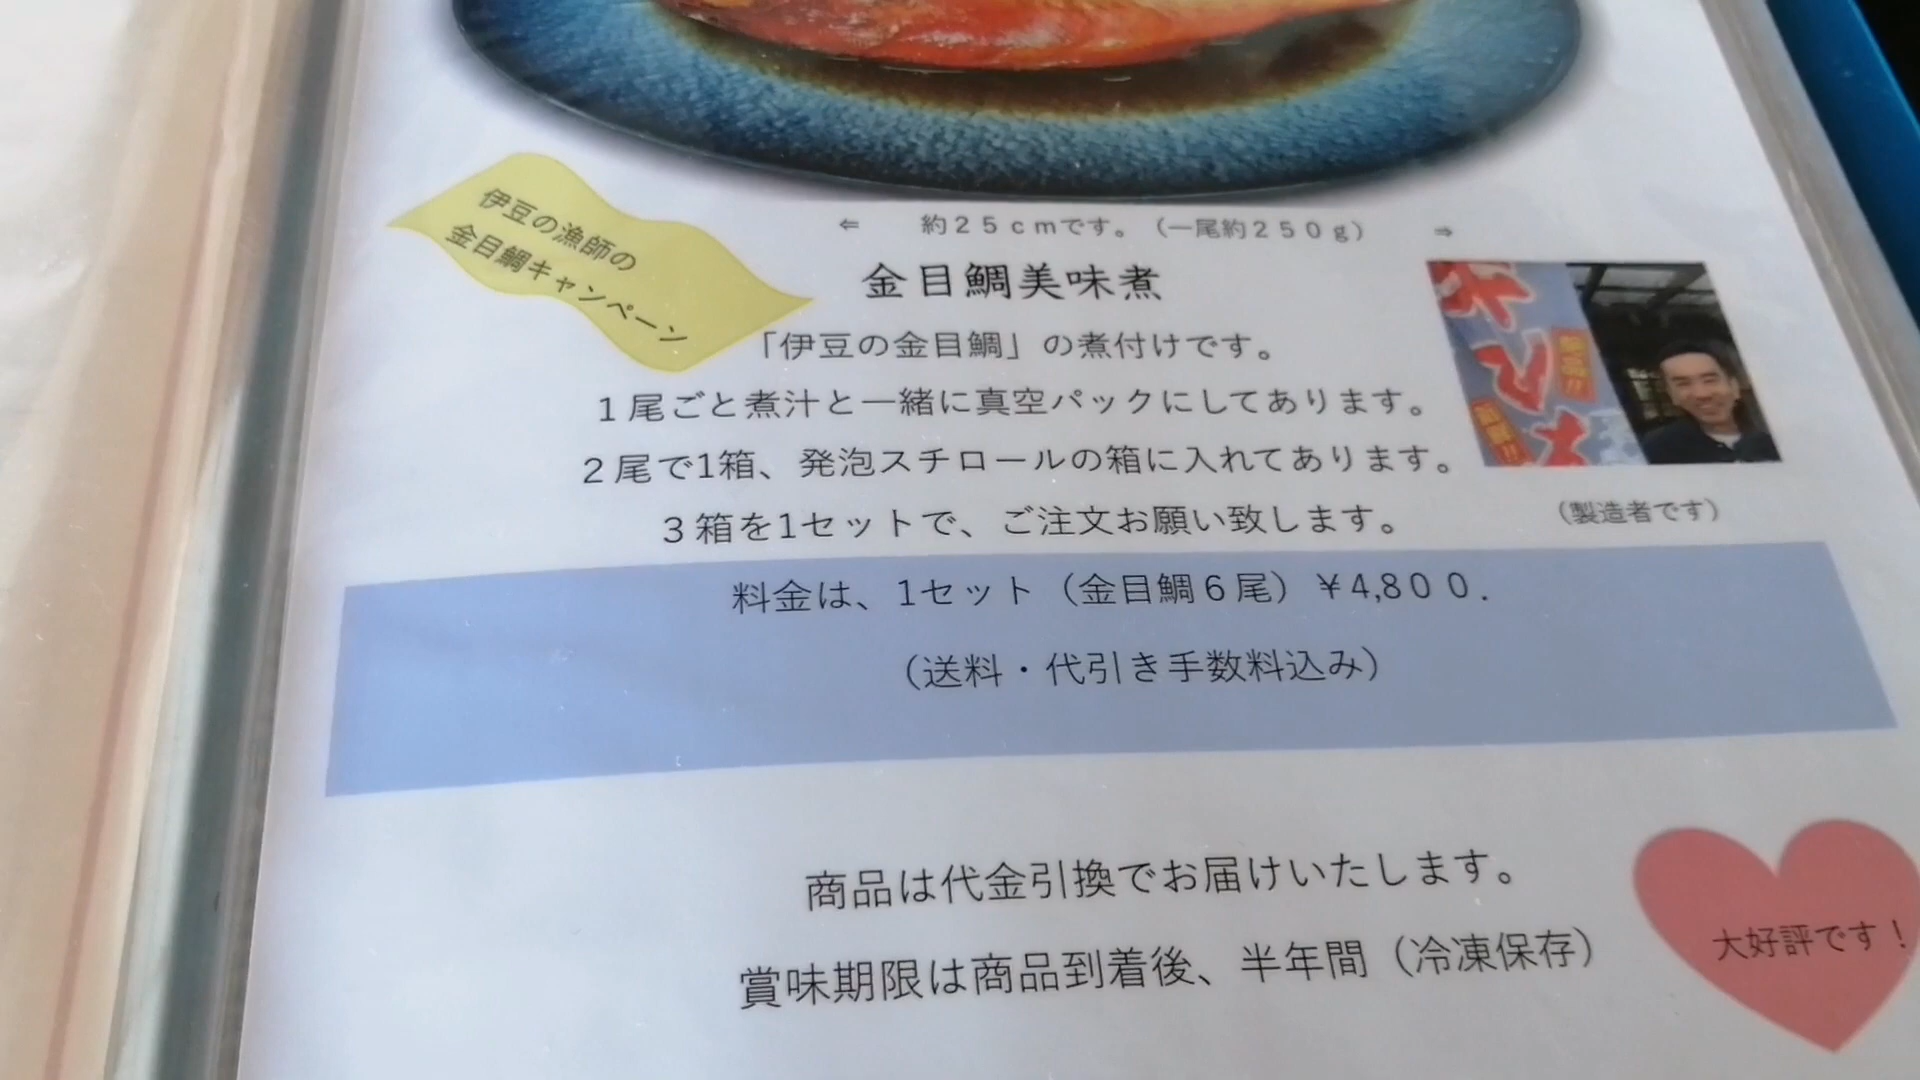 伊豆の漁師の
金目鯛キャンペーン
⇐　約２５ｃｍです。（一尾約２５０ｇ）　⇒
金目鯛美味煮
「伊豆の金目鯛」の煮付けです。
１尾ごと煮汁と一緒に真空パックにしてあります。
２尾で1箱、発泡スチロールの箱に入れてあります。
３箱を1セットで、ご注文お願い致します。
（製造者です）
料金は、1セット（金目鯛６尾）￥4,8００.
（送料・代引き手数料込み）
商品は代金引換でお届けいたします。
賞味期限は商品到着後、半年間（冷凍保存）
大好評です！